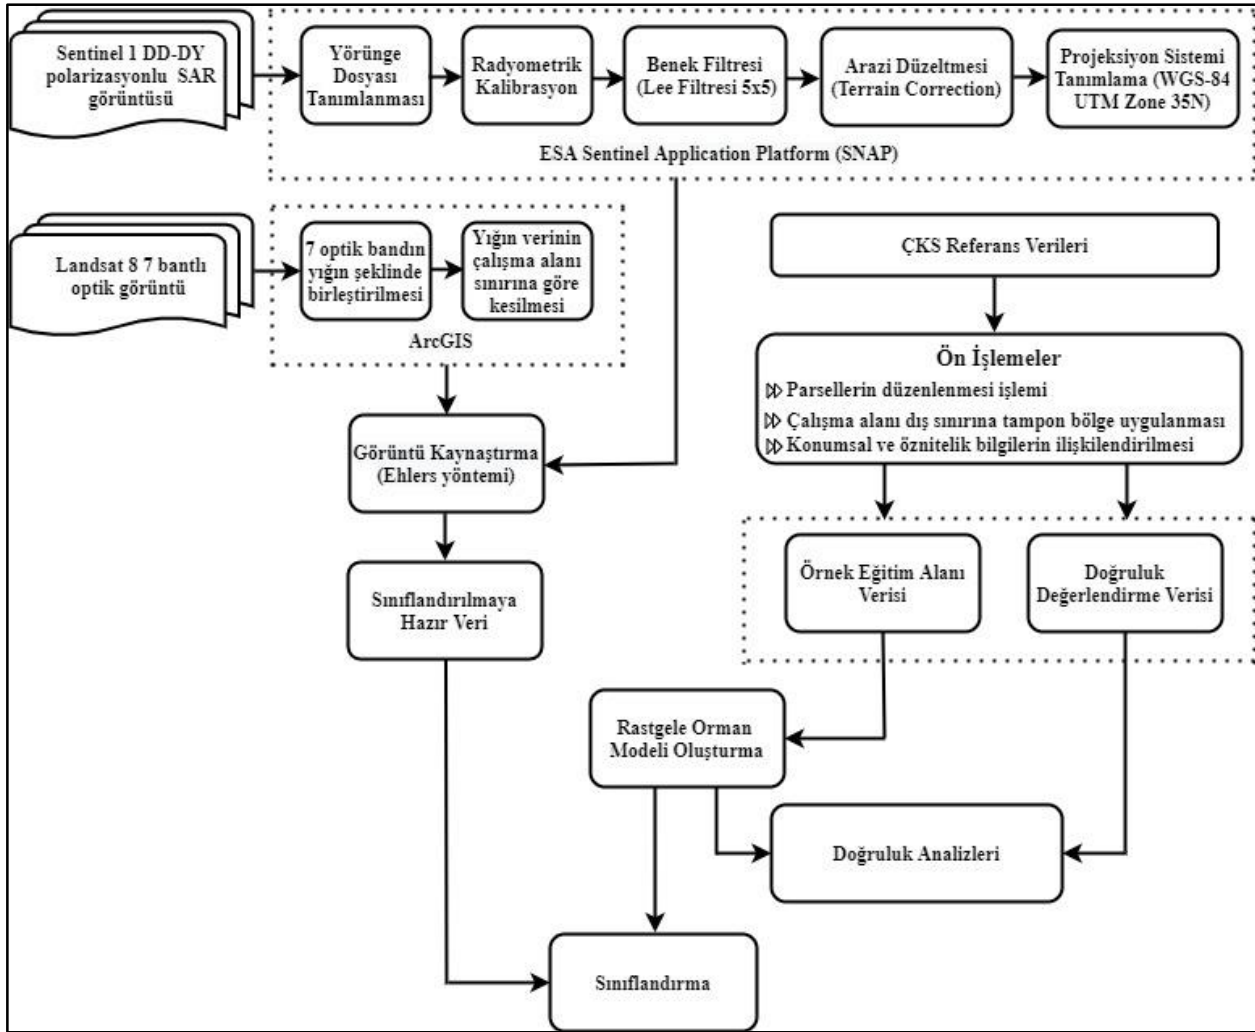 Sentinel 1 DD-DY
polarizasyonlu SAR
görüntüsü
Yörünge
Dosyası
Tanımlanması
Radyometrik
Kalibrasyon
Benek Filtresi
(Lee Filtresi 5x5)
Arazi Düzeltmesi
(Terrain Correction)
Projeksiyon Sistemi
Tanımlama (WGS-84
UTM Zone 35N)
ESA Sentinel Application Platform (SNAP)
Landsat 8 7 bantlı
optik görüntü
7 optik bandın
yığın şeklinde
birleştirilmesi
Yığın verinin
çalışma alanı
sınırına göre
kesilmesi
ArcGIS
ÇKS Referans Verileri
Ön İşlemeler
Parsellerin düzenlenmesi işlemi
Çalışma alanı dış sınırına tampon bölge uygulanması
Konumsal ve öznitelik bilgilerin ilişkilendirilmesi
Görüntü Kaynaştırma
(Ehlers yöntemi)
Sınıflandırılmaya
Hazır Veri
Örnek Eğitim Alanı
Verisi
Doğruluk
Değerlendirme Verisi
Rastgele Orman
Modeli Oluşturma
Doğruluk Analizleri
Sınıflandırma